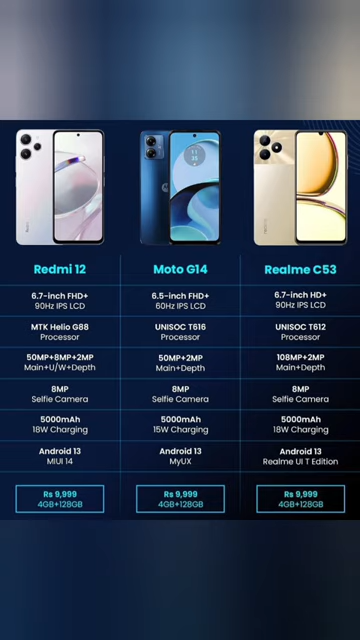 Redmi 12
Moto G14
Realme C53
6.7-inch FHD+
90Hz IPS LCD
6.5-inch FHD+
60Hz IPS LCD
6.7-inch HD+
90Hz IPS LCD
MTK Helio G88
Processor
UNISOC T616
Processor
UNISOC T612
Processor
50MP+8MP+2MP
Main+U/W+Depth
50MP+2MP
Main+Depth
108MP+2MP
Main+Depth
8MP
Selfie Camera
8MP
Selfie Camera
8MP
Selfie Camera
5000mAh
18W Charging
5000mAh
15W Charging
5000mAh
18W Charging
Android 13
MIUI 14
Android 13
MyUX
Android 13
Realme UI T Edition
Rs 9,999
4GB+128GB
Rs 9,999
4GB+128GB
Rs 9,999
4GB+128GB